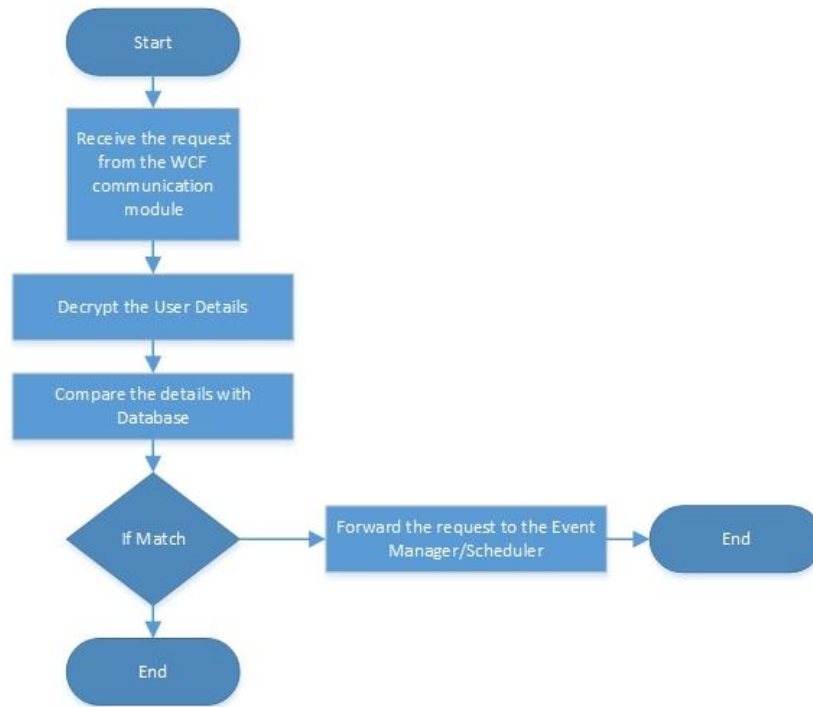 Start
Receive the request
from the WCF
communication
module
Decrypt the User Details
Compare the details with
Database
If Match
Forward the request to the Event
Manager/Scheduler
End
End